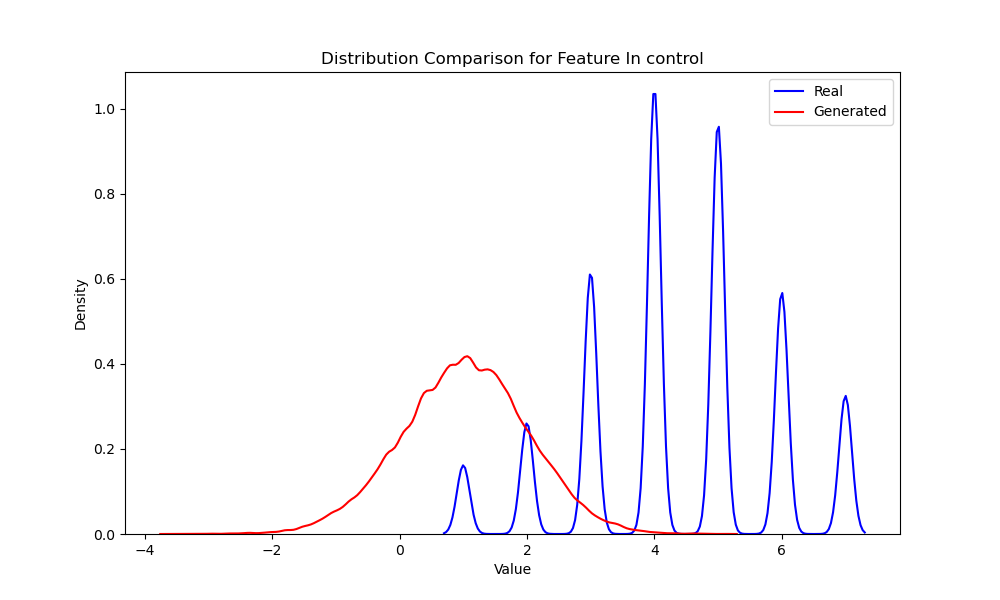 Distribution Comparison for Feature In control
Real
Generated
Density
1.0
0.8
0.6
0.4
0.2
0.0
−4
−2
0
2
4
6
Value